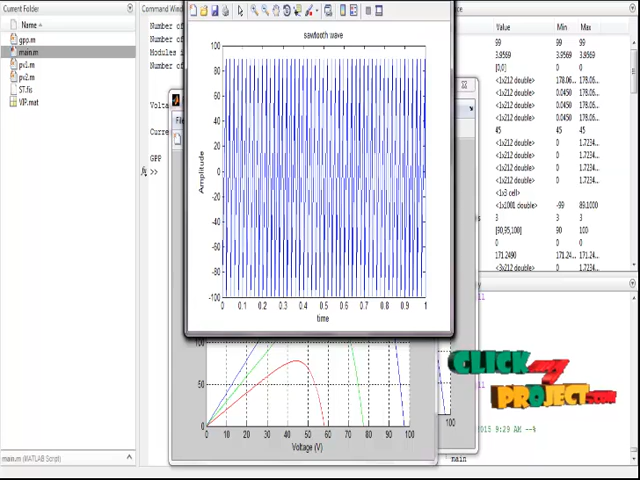 Current Folder
Name
gpp.m
main.m
pv1.m
pv2.m
ST.fis
VIP.mat
main.m (MATLAB Script)
Number of
Number of
Modules i
Number of
Volta
Curre
GPP
fx >>
Fil
sawtooth wave
Amplitude
100
80
60
40
20
0
-20
-40
-60
-80
-100
0 0.1 0.2 0.3 0.4 0.5 0.6 0.7 0.8 0.9 1
time
100
50
0
0 10 20 30 40 50 60 70 80 90 100
Voltage (V)
100
Value Min Max
99 99 99
3.9569 3.9569 3.9569
[0,0] 0 0
<1x212 double> 178.06... 178.06...
<1x212 double> 0.0450 178.06...
<1x212 double> 0.0450 178.06...
<1x212 double> 0.0450 178.06...
45 45 45
<1x212 double> 0 1.7234...
<1x212 double> 0 1.7234...
<1x212 double> 0 1.7234...
<1x212 double> 0 1.7234...
<1x3 cell>
<1x1001 double> -99 89.1000
3 3 3
[90,95,100] 90 100
171.2490 171.24... 171.24...
<3x212 double> 0 1.7234...
9:29 AM --%
main
CLICK my
PROJECT.com